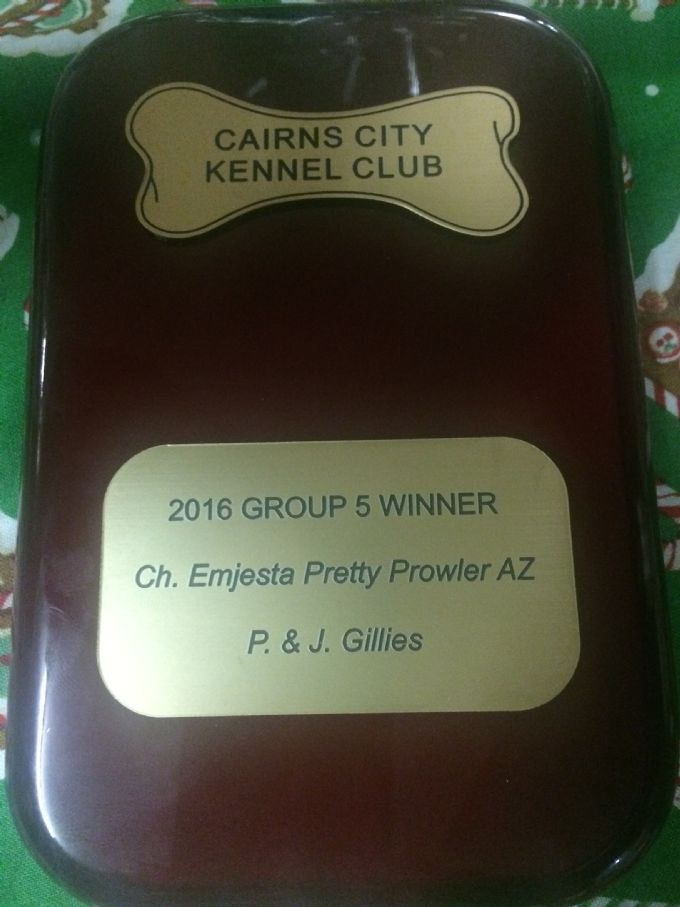 CAIRNS CITY
KENNEL CLUB
2016 GROUP 5 WINNER
Ch. Emjesta Pretty Prowler AZ
P. & J. Gillies